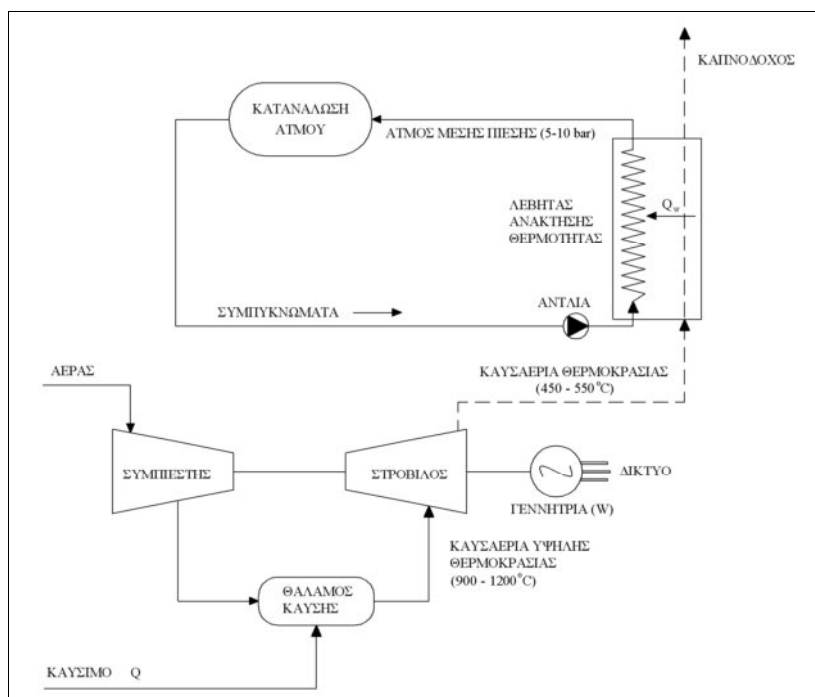 ΚΑΠΝΟΔΟΧΟΣ
ΚΑΤΑΝΑΛΩΣΗ
ΑΤΜΟΥ
ΑΤΜΟΣ ΜΕΣΗΣ ΠΙΕΣΗΣ (5-10 bar)
ΛΕΒΗΤΑΣ
ΑΝΑΚΤΗΣΗΣ
ΘΕΡΜΟΤΗΤΑΣ
Qw
ΑΝΤΛΙΑ
ΣΥΜΠΥΚΝΩΜΑΤΑ
ΚΑΥΣΑΕΡΙΑ ΘΕΡΜΟΚΡΑΣΙΑΣ
(450 - 550°C)
ΑΕΡΑΣ
ΣΥΜΠΙΕΣΤΗΣ
ΣΤΡΟΒΙΛΟΣ
ΔΙΚΤΥΟ
ΓΕΝΝΗΤΡΙΑ (W)
ΚΑΥΣΑΕΡΙΑ ΥΨΗΛΗΣ
ΘΕΡΜΟΚΡΑΣΙΑΣ
(900 - 1200°C)
ΘΑΛΑΜΟΣ
ΚΑΥΣΗΣ
ΚΑΥΣΙΜΟ Q